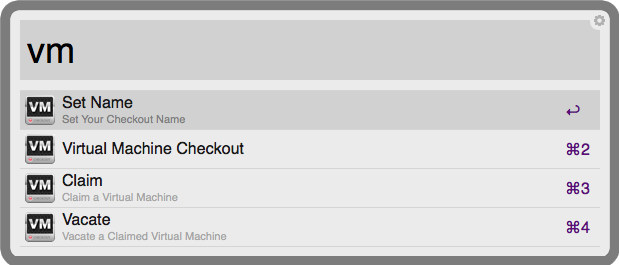 vm
VM
Set Name
Set Your Checkout Name
↩
VM
Virtual Machine Checkout
⌘2
VM
Claim
Claim a Virtual Machine
⌘3
VM
Vacate
Vacate a Claimed Virtual Machine
⌘4